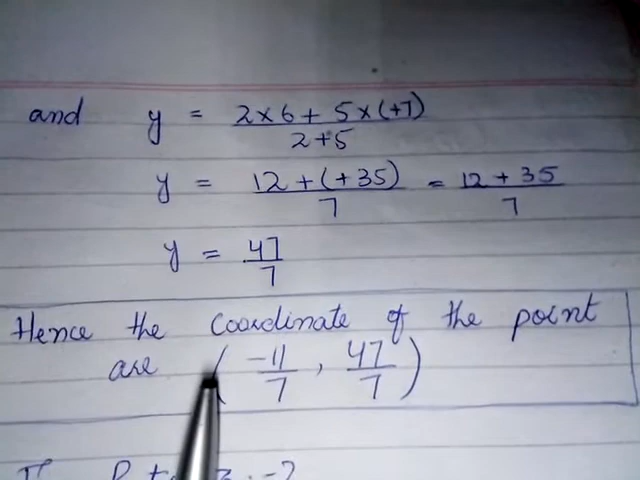 and y = (2×6 + 5×(+7))/(2+5)
y = (12 + (+35))/7 = (12 + 35)/7
y = 47/7
Hence the Coordinate of the point
are (-11/7, 47/7)